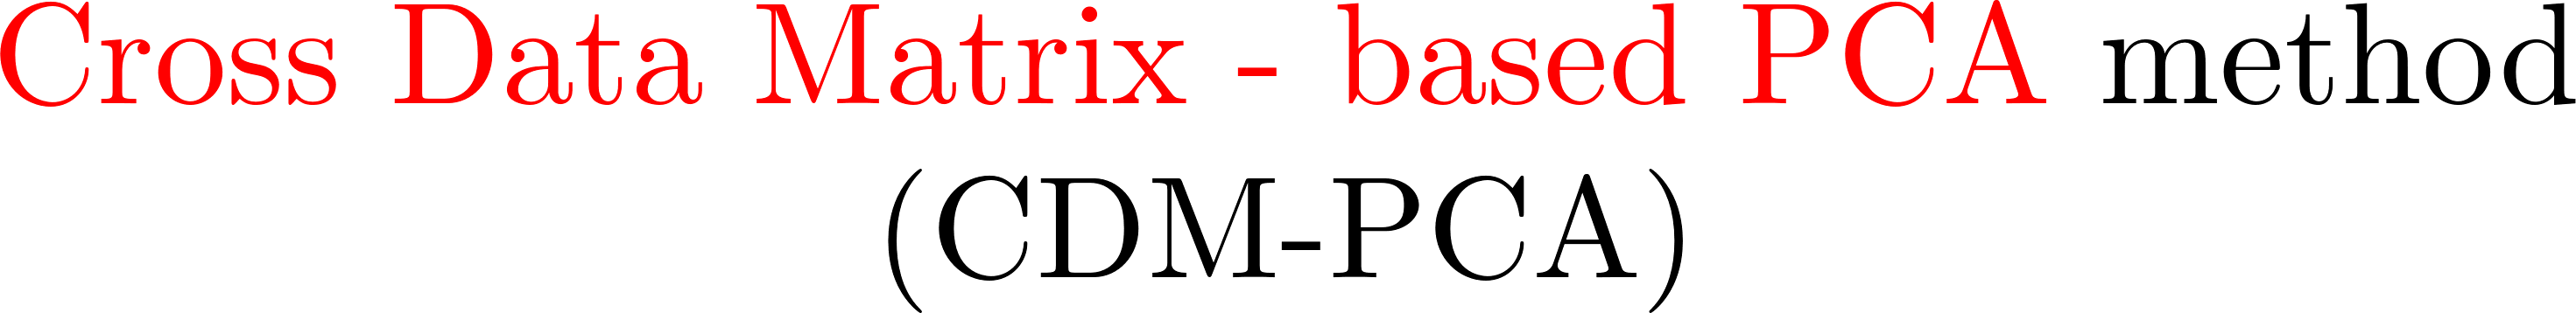 Cross Data Matrix - based PCA method
(CDM-PCA)